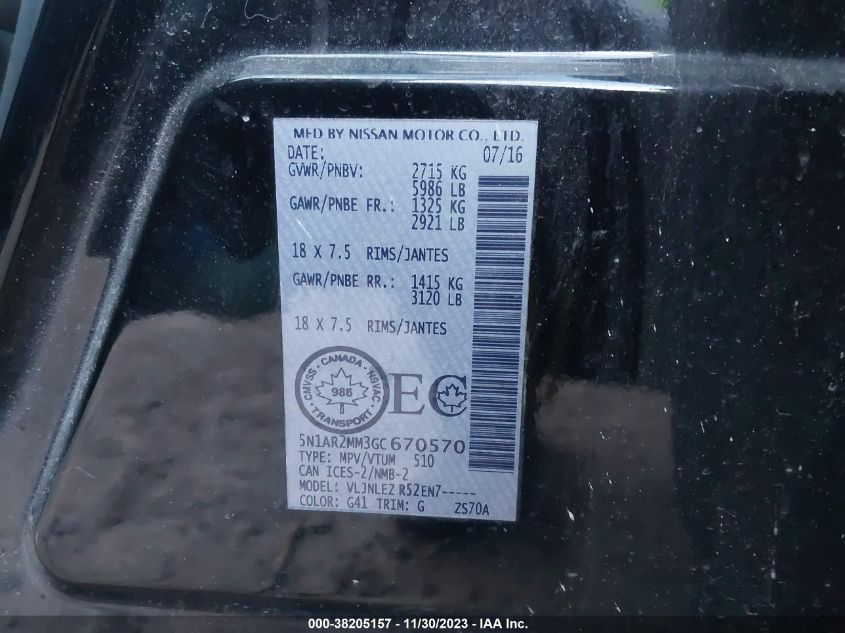 MFD BY NISSAN MOTOR CO., LTD.
DATE: 07/16
GVWR/PNBV: 2715 KG
5986 LB
GAWR/PNBE FR.: 1325 KG
2921 LB
18 X 7.5 RIMS/JANTES
GAWR/PNBE RR.: 1415 KG
3120 LB
18 X 7.5 RIMS/JANTES
CANADA
CMVSS 986 NSVAC
TRANSPORT
EC
5N1AR2MM3GC670570
TYPE: MPV/VTUM 510
CAN ICES-2/NMB-2
MODEL: VLJNLEZ R52EN7-----
COLOR: G41 TRIM: G ZS70A
000-38205157 - 11/30/2023 - IAA Inc.